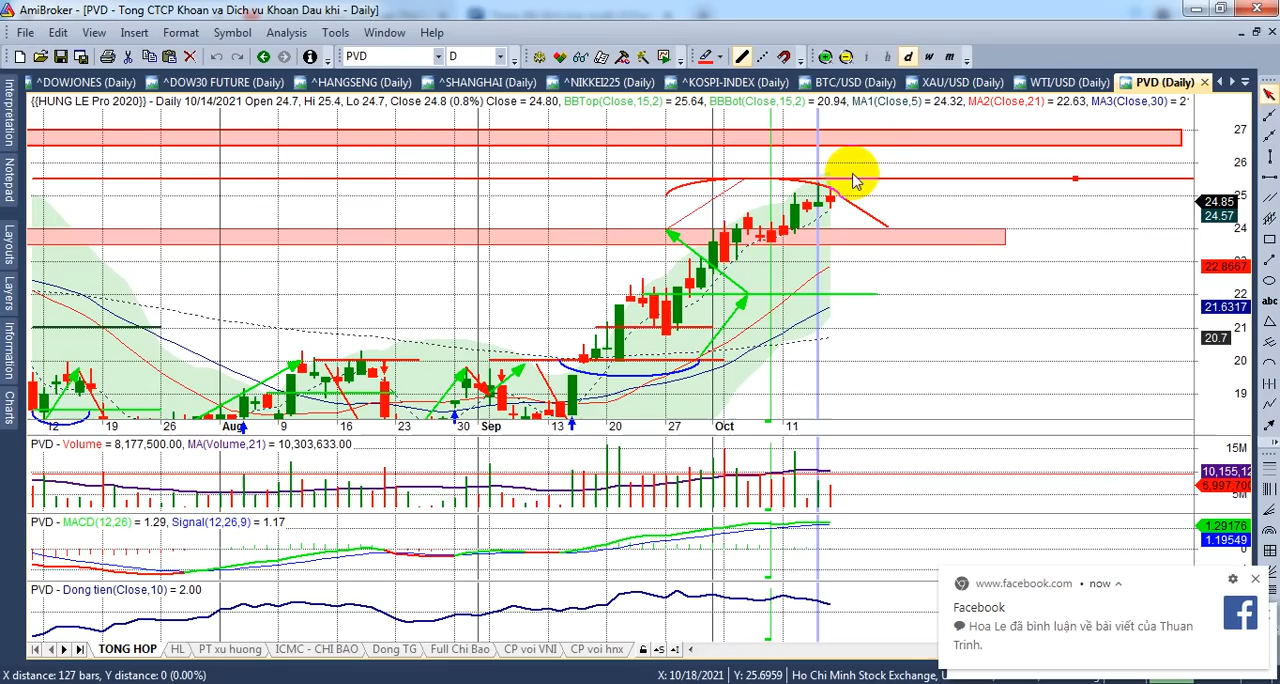 AmiBroker - [PVD - Tong CTCP Khoan va Dich vu Khoan Dau khi - Daily]
File Edit View Insert Format Symbol Analysis Tools Window Help
PVD D h d w m
^DOWJONES (Daily) ^DOW30 FUTURE (Daily) ^HANGSENG (Daily) ^SHANGHAI (Daily) ^NIKKEI225 (Daily) ^KOSPI-INDEX (Daily) BTC/USD (Daily) XAU/USD (Daily) WTI/USD (Daily) PVD (Daily)
{{HUNG LE Pro 2020}} - Daily 10/14/2021 Open 24.7, Hi 25.4, Lo 24.7, Close 24.8 (0.8%) Close = 24.80, BBTop(Close,15,2) = 25.64, BBBot(Close,15,2) = 20.94, MA1(Close,5) = 24.32, MA2(Close,21) = 22.63, MA3(Close,30) = 2
Interpretation
Notepad
Layouts
Layers
Information
Charts
abc
27
26
25
24.85
24.57
24
23
22.8667
22
21.6317
21
20.7
20
19
12 19 26 Aug 9 16 23 30 Sep 13 20 27 Oct 11
PVD - Volume = 8,177,500.00, MA(Volume,21) = 10,303,633.00
15M
10,155,12
6,997,700
5M
PVD - MACD(12,26) = 1.29, Signal(12,26,9) = 1.17
1.29176
1.19549
0
PVD - Dong tien(Close,10) = 2.00
www.facebook.com • now
Facebook
Hoa Le đã bình luận về bài viết của Thuan
Trinh.
TONG HOP HL PT xu huong ICMC - CHI BAO Dong TG Full Chi Bao CP voi VNI CP voi hnx
X distance: 127 bars, Y distance: 0 (0.00%) X: 10/18/2021 Y: 25.6959 Ho Chi Minh Stock Exchange,